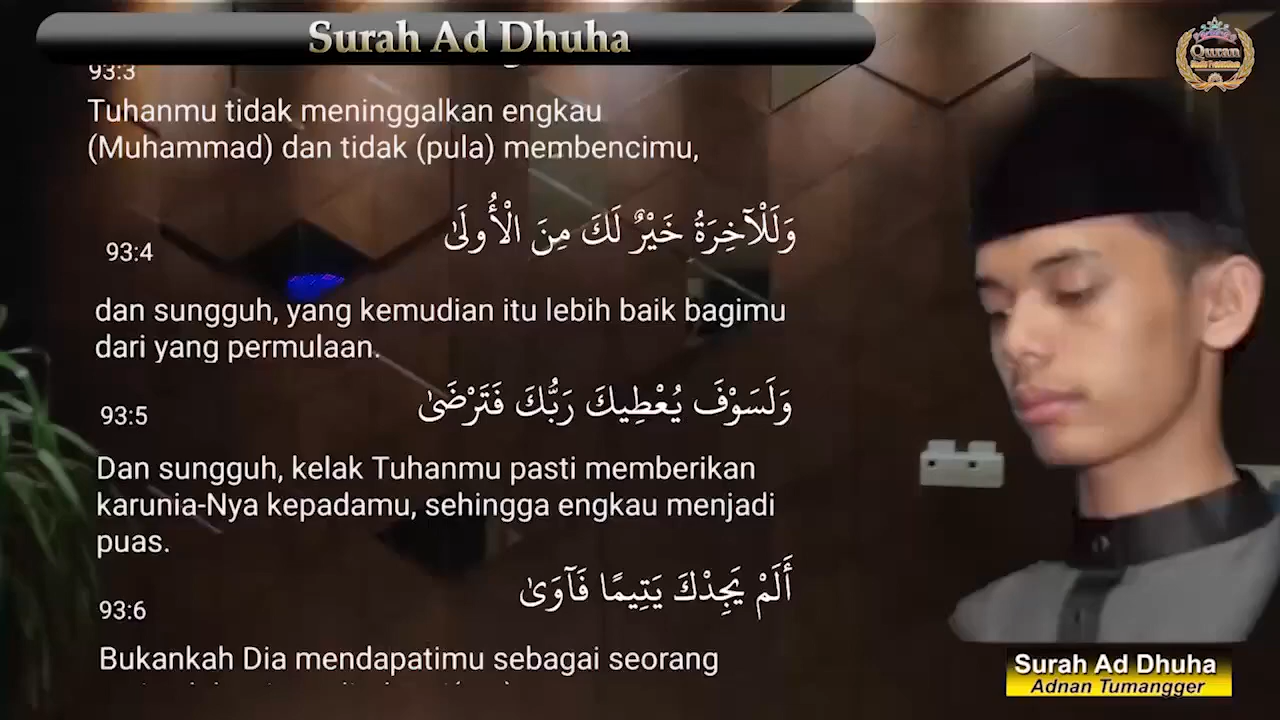 Surah Ad Dhuha
Quran
93:3
Tuhanmu tidak meninggalkan engkau
(Muhammad) dan tidak (pula) membencimu,
وَلَلْآخِرَةُ خَيْرٌ لَكَ مِنَ الْأُولَىٰ
93:4
dan sungguh, yang kemudian itu lebih baik bagimu
dari yang permulaan.
وَلَسَوْفَ يُعْطِيكَ رَبُّكَ فَتَرْضَىٰ
93:5
Dan sungguh, kelak Tuhanmu pasti memberikan
karunia-Nya kepadamu, sehingga engkau menjadi
puas.
أَلَمْ يَجِدْكَ يَتِيمًا فَآوَىٰ
93:6
Bukankah Dia mendapatimu sebagai seorang
Surah Ad Dhuha
Adnan Tumangger